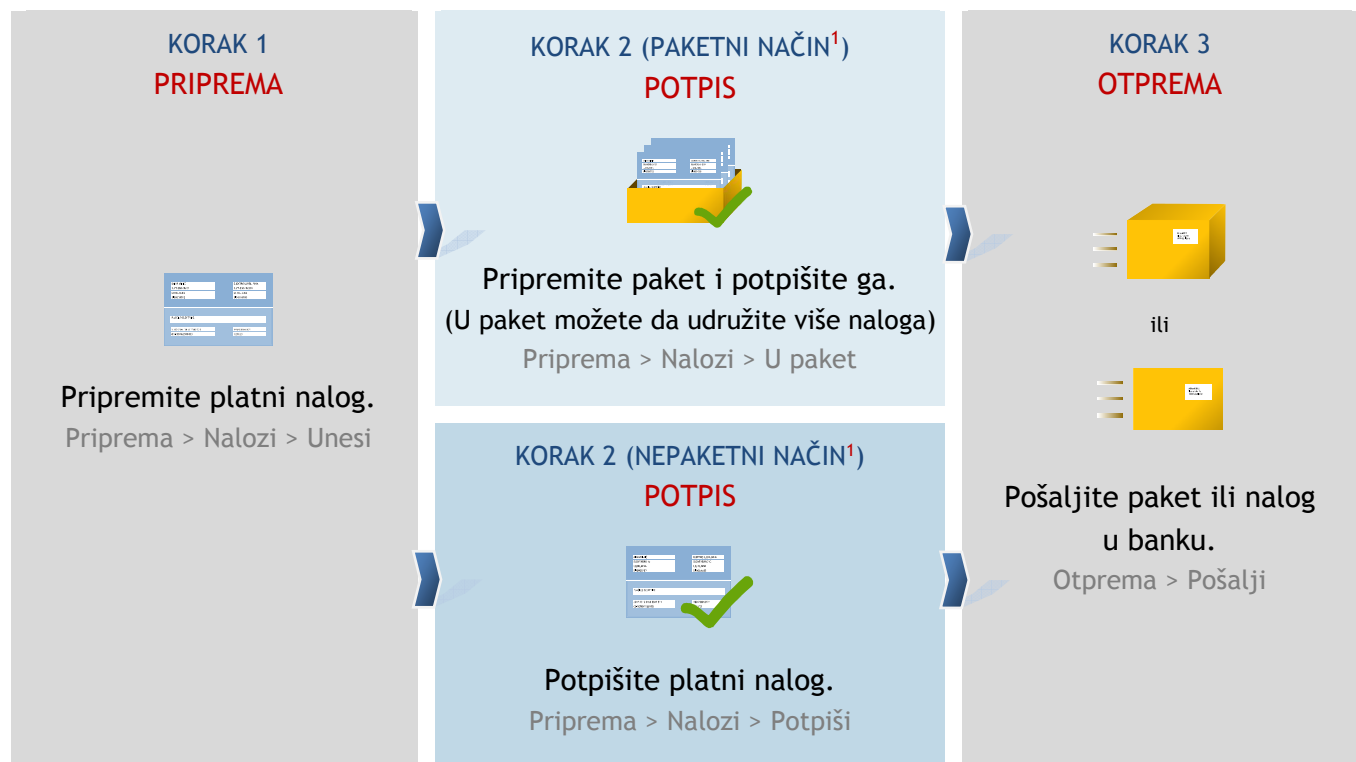 KORAK 1
PRIPREMA
Pripremite platni nalog.
Priprema > Nalozi > Unesi
KORAK 2 (PAKETNI NAČIN¹)
POTPIS
Pripremite paket i potpišite ga.
(U paket možete da udružite više naloga)
Priprema > Nalozi > U paket
KORAK 2 (NEPAKETNI NAČIN¹)
POTPIS
Potpišite platni nalog.
Priprema > Nalozi > Potpiši
KORAK 3
OTPREMA
ili
Pošaljite paket ili nalog
u banku.
Otprema > Pošalji